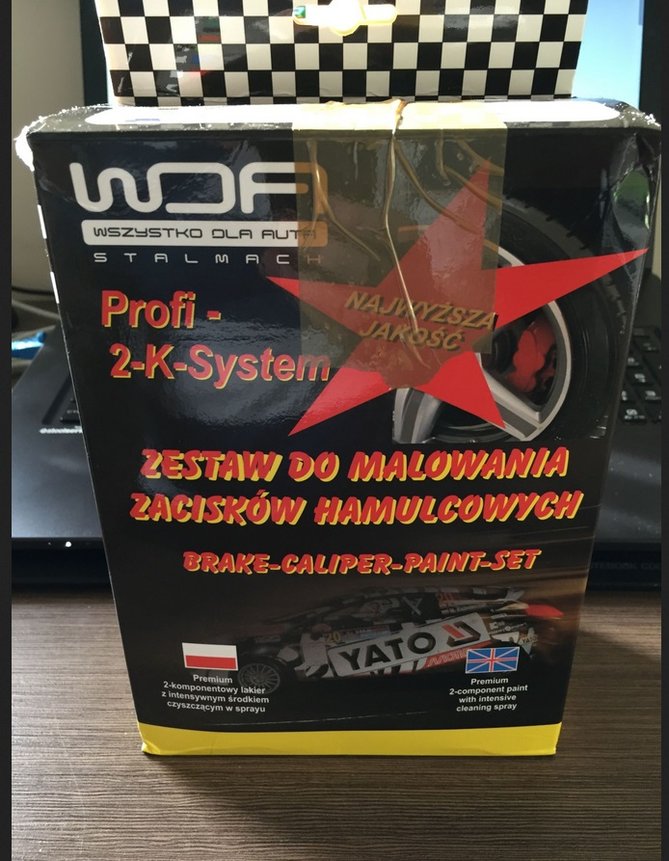 WDA
WSZYSTKO DLA AUTA
STALMACH
NAJWYŻSZA
JAKOŚĆ
Profi -
2-K-System
ZESTAW DO MALOWANIA
ZACISKÓW HAMULCOWYCH
BRAKE-CALIPER-PAINT-SET
YATO
Premium
2-komponentowy lakier
z intensywnym środkiem
czyszczącym w sprayu
Premium
2-component paint
with intensive
cleaning spray